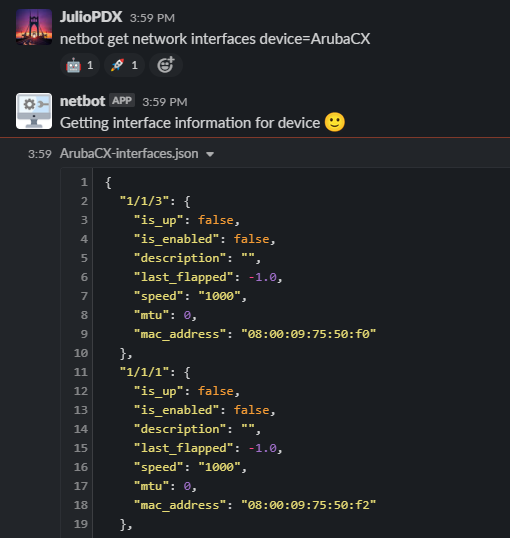 JulioPDX 3:59 PM
netbot get network interfaces device=ArubaCX
🤖 1 🚀 1
netbot APP 3:59 PM
Getting interface information for device 🙂
3:59 ArubaCX-interfaces.json
1 {
2 "1/1/3": {
3 "is_up": false,
4 "is_enabled": false,
5 "description": "",
6 "last_flapped": -1.0,
7 "speed": "1000",
8 "mtu": 0,
9 "mac_address": "08:00:09:75:50:f0"
10 },
11 "1/1/1": {
12 "is_up": false,
13 "is_enabled": false,
14 "description": "",
15 "last_flapped": -1.0,
16 "speed": "1000",
17 "mtu": 0,
18 "mac_address": "08:00:09:75:50:f2"
19 },